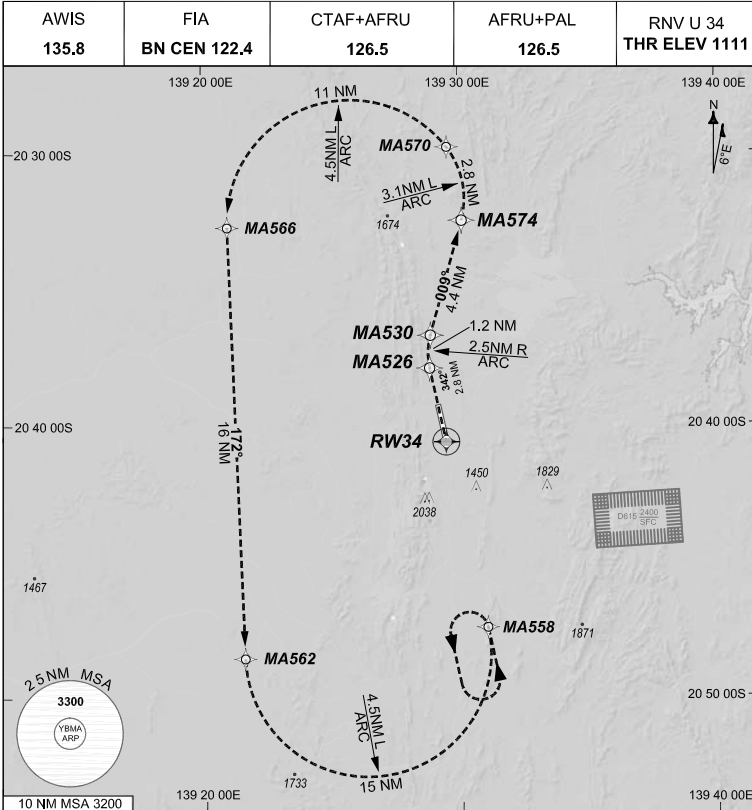 AWIS
135.8
FIA
BN CEN 122.4
CTAF+AFRU
126.5
AFRU+PAL
126.5
RNV U 34
THR ELEV 1111
139 20 00E
139 30 00E
139 40 00E
11 NM
N
6°E
4.5NM L
ARC
MA570
20 30 00S
2.8 NM
3.1NM L
ARC
MA574
1674
MA566
009°
4.4 NM
MA530
1.2 NM
2.5NM R
ARC
MA526
342°
2.8 NM
20 40 00S
20 40 00S
RW34
172°
16 NM
1450
1829
2038
D615 2400
SFC
1467
MA558
1871
MA562
25 NM MSA
3300
YBMA
ARP
20 50 00S
4.5NM L
ARC
1733
15 NM
10 NM MSA 3200
139 20 00E
139 40 00E